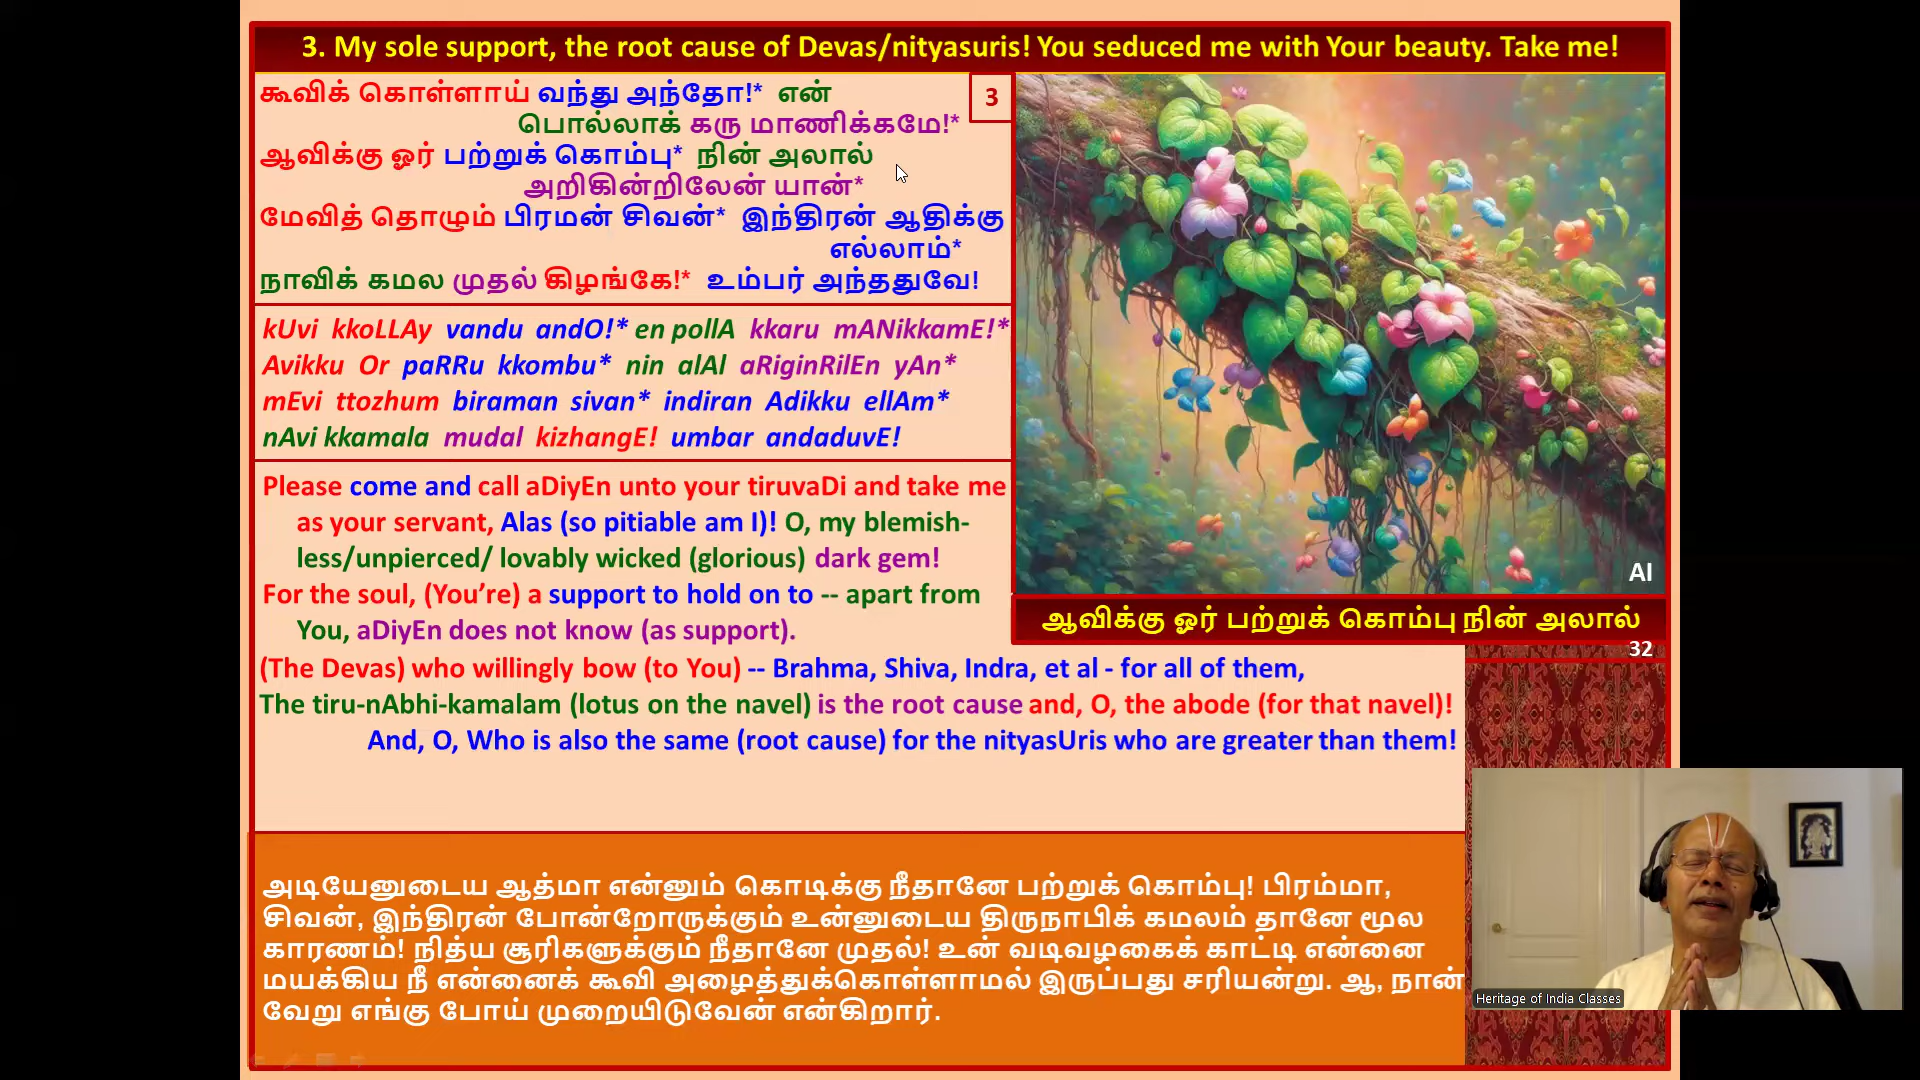 3. My sole support, the root cause of Devas/nityasuris! You seduced me with Your beauty. Take me!
கூவிக் கொள்ளாய் வந்து அந்தோ!* என்
பொல்லாக் கரு மாணிக்கமே!*
ஆவிக்கு ஓர் பற்றுக் கொம்பு* நின் அலால்
அறிகின்றிலேன் யான்*
மேவித் தொழும் பிரமன் சிவன்* இந்திரன் ஆதிக்கு
எல்லாம்*
நாவிக் கமல முதல் கிழங்கே!* உம்பர் அந்ததுவே!
3
kUvi kkoLLAy vandu andO!* en pollA kkaru mANikkamE!*
Avikku Or paRRu kkombu* nin alAl aRiginRilEn yAn*
mEvi ttozhum biraman sivan* indiran Adikku ellAm*
nAvi kkamala mudal kizhangE! umbar andaduvE!
Please come and call aDiyEn unto your tiruvaDi and take me
as your servant, Alas (so pitiable am I)! O, my blemish-
less/unpierced/ lovably wicked (glorious) dark gem!
For the soul, (You're) a support to hold on to -- apart from
You, aDiyEn does not know (as support).
(The Devas) who willingly bow (to You) -- Brahma, Shiva, Indra, et al - for all of them,
The tiru-nAbhi-kamalam (lotus on the navel) is the root cause and, O, the abode (for that navel)!
And, O, Who is also the same (root cause) for the nityasUris who are greater than them!
AI
ஆவிக்கு ஓர் பற்றுக் கொம்பு நின் அலால்
32
அடியேனுடைய ஆத்மா என்னும் கொடிக்கு நீதானே பற்றுக் கொம்பு! பிரம்மா,
சிவன், இந்திரன் போன்றோருக்கும் உன்னுடைய திருநாபிக் கமலம் தானே மூல
காரணம்! நித்ய சூரிகளுக்கும் நீதானே முதல்! உன் வடிவழகைக் காட்டி என்னை
மயக்கிய நீ என்னைக் கூவி அழைத்துக்கொள்ளாமல் இருப்பது சரியன்று. ஆ, நான்
வேறு எங்கு போய் முறையிடுவேன் என்கிறார்.
Heritage of India Classes